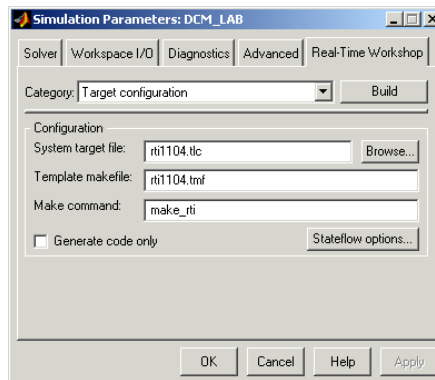 Simulation Parameters: DCM_LAB
Solver Workspace I/O Diagnostics Advanced Real-Time Workshop
Category: Target configuration Build
Configuration
System target file: rti1104.tlc Browse...
Template makefile: rti1104.tmf
Make command: make_rti
Generate code only Stateflow options...
OK Cancel Help Apply